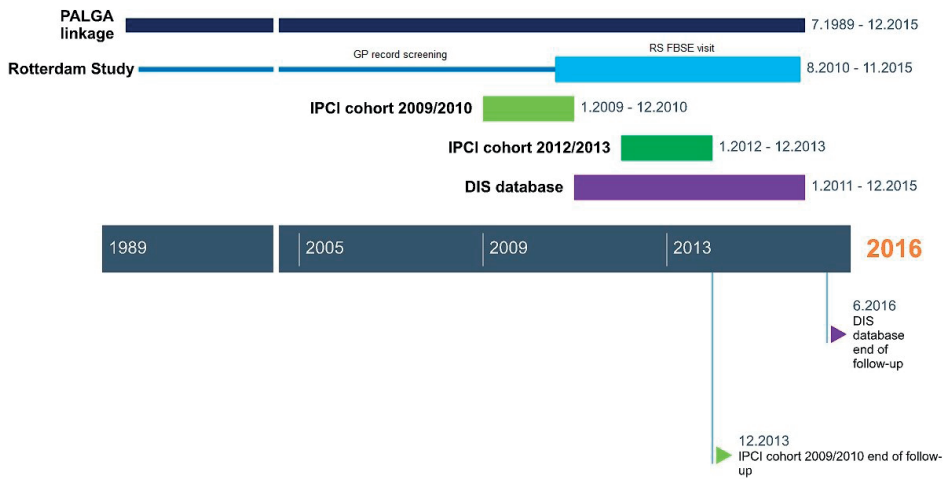 PALGA
linkage
7.1989 - 12.2015
GP record screening
RS FBSE visit
Rotterdam Study
8.2010 - 11.2015
IPCI cohort 2009/2010
1.2009 - 12.2010
IPCI cohort 2012/2013
1.2012 - 12.2013
DIS database
1.2011 - 12.2015
1989
2005
2009
2013
2016
6.2016
DIS
database
end of
follow-up
12.2013
IPCI cohort 2009/2010 end of follow-
up